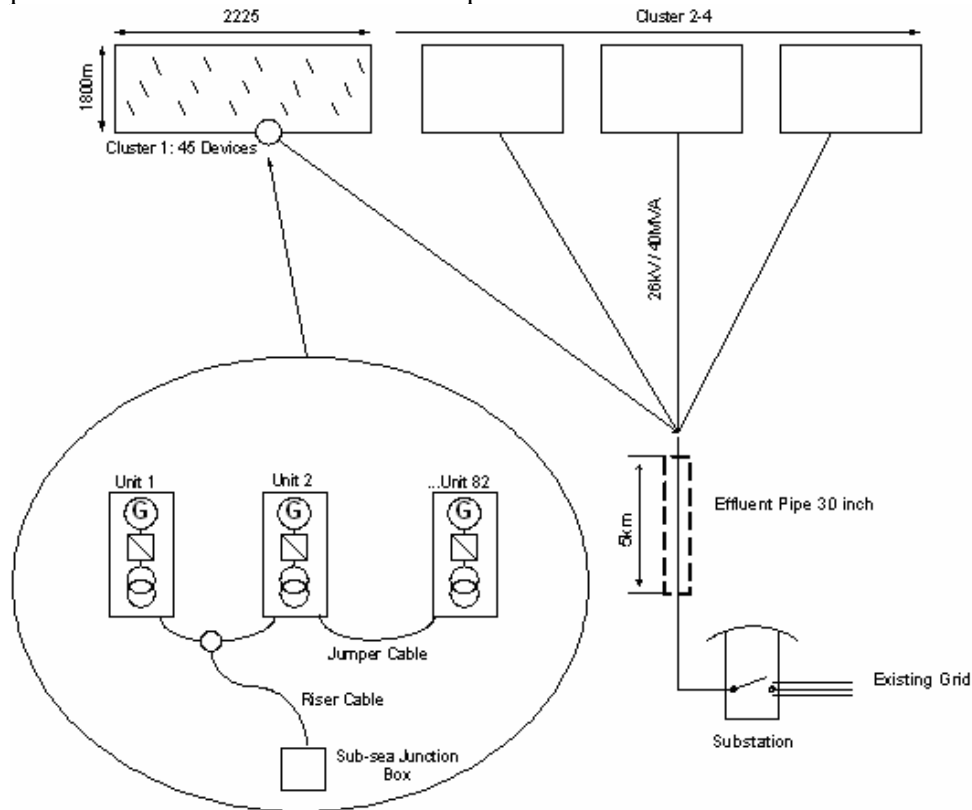 2225
Cluster 2-4
1800m
Cluster 1: 45 Devices
26kV / 40MVA
Unit 1
Unit 2
...Unit 82
G
G
G
Effluent Pipe 30 inch
5km
Jumper Cable
Riser Cable
Existing Grid
Sub-sea Junction
Box
Substation